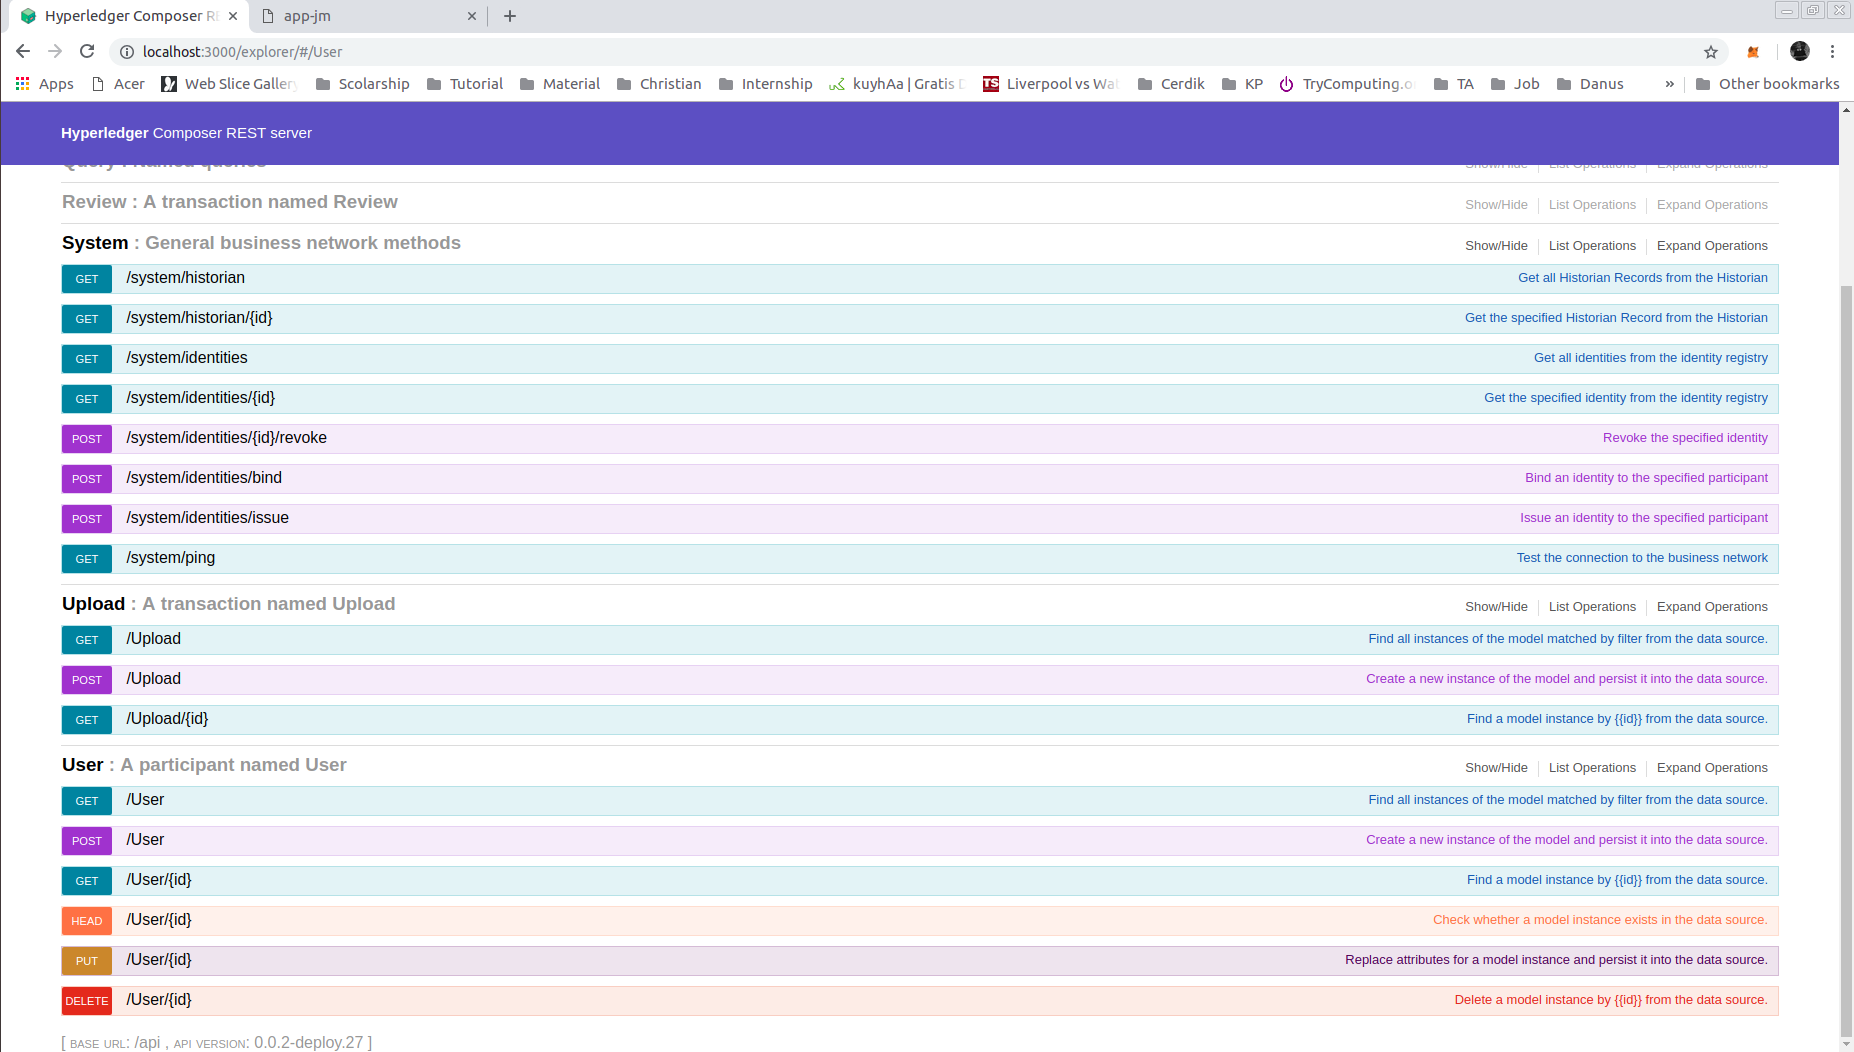 Hyperledger Composer RE
app-jm
localhost:3000/explorer/#/User
Apps Acer Web Slice Gallery Scolarship Tutorial Material Christian Internship kuyhAa | Gratis D Liverpool vs Wat Cerdik KP TryComputing.o TA Job Danus » Other bookmarks
Hyperledger Composer REST server
Query : Named queries Show/Hide List Operations Expand Operations
Review : A transaction named Review Show/Hide List Operations Expand Operations
System : General business network methods Show/Hide List Operations Expand Operations
GET /system/historian Get all Historian Records from the Historian
GET /system/historian/{id} Get the specified Historian Record from the Historian
GET /system/identities Get all identities from the identity registry
GET /system/identities/{id} Get the specified identity from the identity registry
POST /system/identities/{id}/revoke Revoke the specified identity
POST /system/identities/bind Bind an identity to the specified participant
POST /system/identities/issue Issue an identity to the specified participant
GET /system/ping Test the connection to the business network
Upload : A transaction named Upload Show/Hide List Operations Expand Operations
GET /Upload Find all instances of the model matched by filter from the data source.
POST /Upload Create a new instance of the model and persist it into the data source.
GET /Upload/{id} Find a model instance by {{id}} from the data source.
User : A participant named User Show/Hide List Operations Expand Operations
GET /User Find all instances of the model matched by filter from the data source.
POST /User Create a new instance of the model and persist it into the data source.
GET /User/{id} Find a model instance by {{id}} from the data source.
HEAD /User/{id} Check whether a model instance exists in the data source.
PUT /User/{id} Replace attributes for a model instance and persist it into the data source.
DELETE /User/{id} Delete a model instance by {{id}} from the data source.
[ BASE URL: /api , API VERSION: 0.0.2-deploy.27 ]